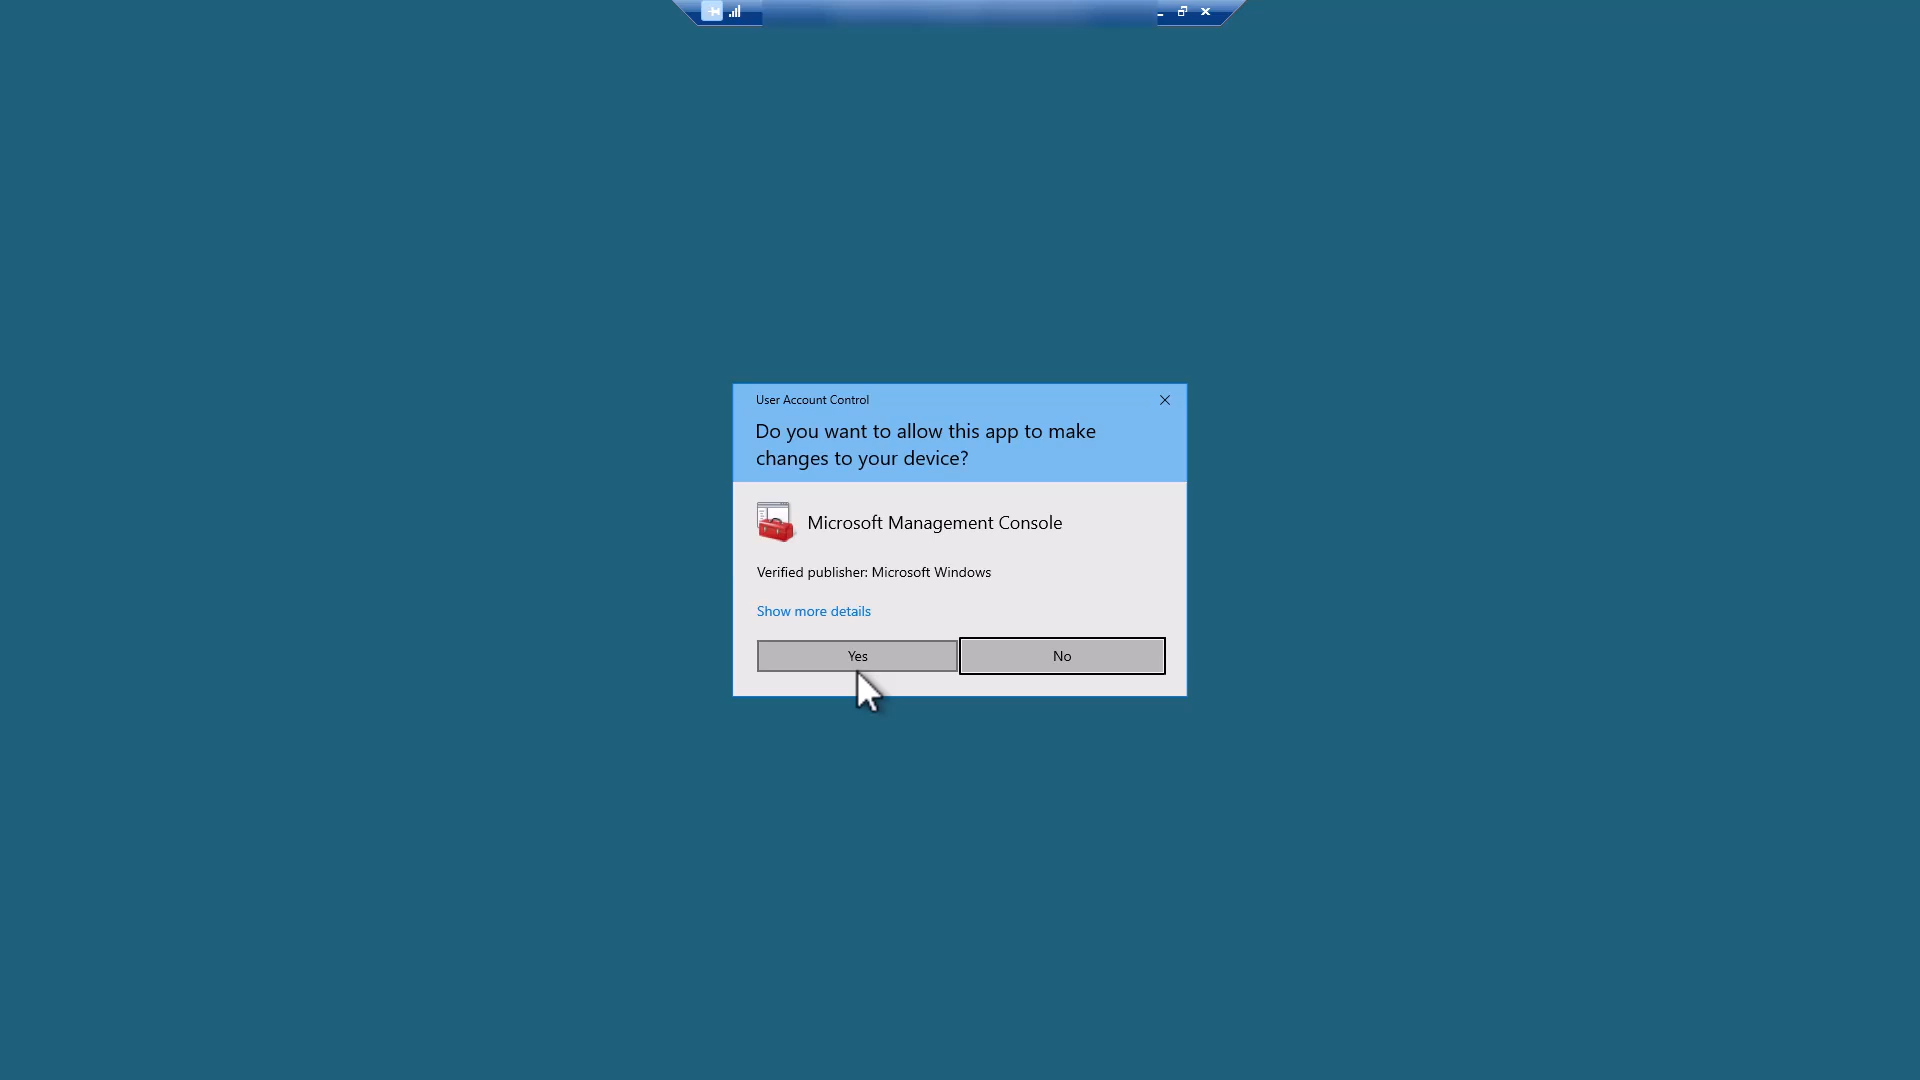 User Account Control
Do you want to allow this app to make
changes to your device?
Microsoft Management Console
Verified publisher: Microsoft Windows
Show more details
Yes
No